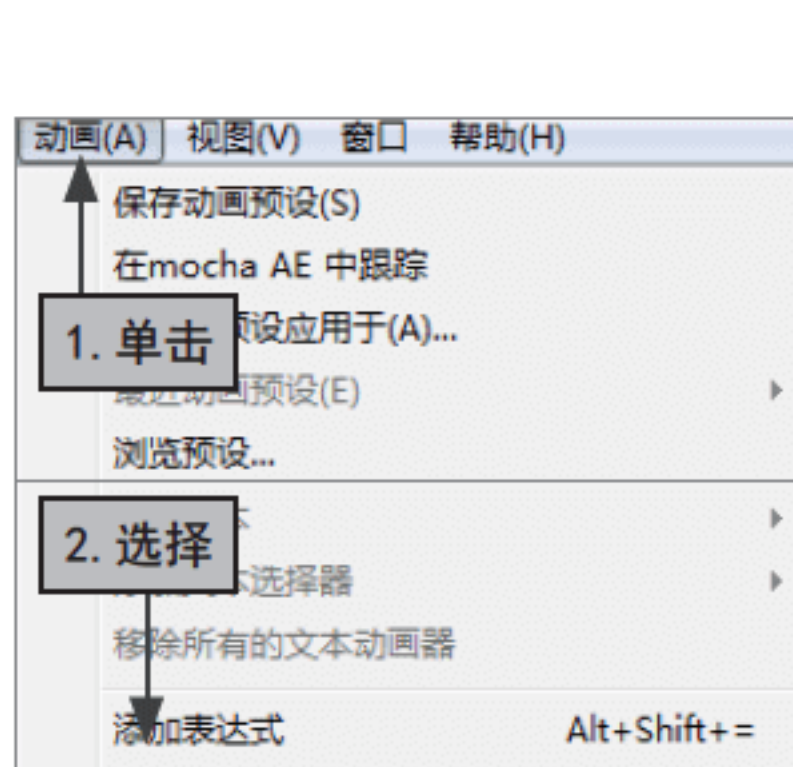 动画(A) 视图(V) 窗口 帮助(H)
保存动画预设(S)
在mocha AE 中跟踪
1. 单击
预设应用于(A)...
最近动画预设(E)
浏览预设...
2. 选择
本
文本选择器
移除所有的文本动画器
添加表达式 Alt+Shift+=